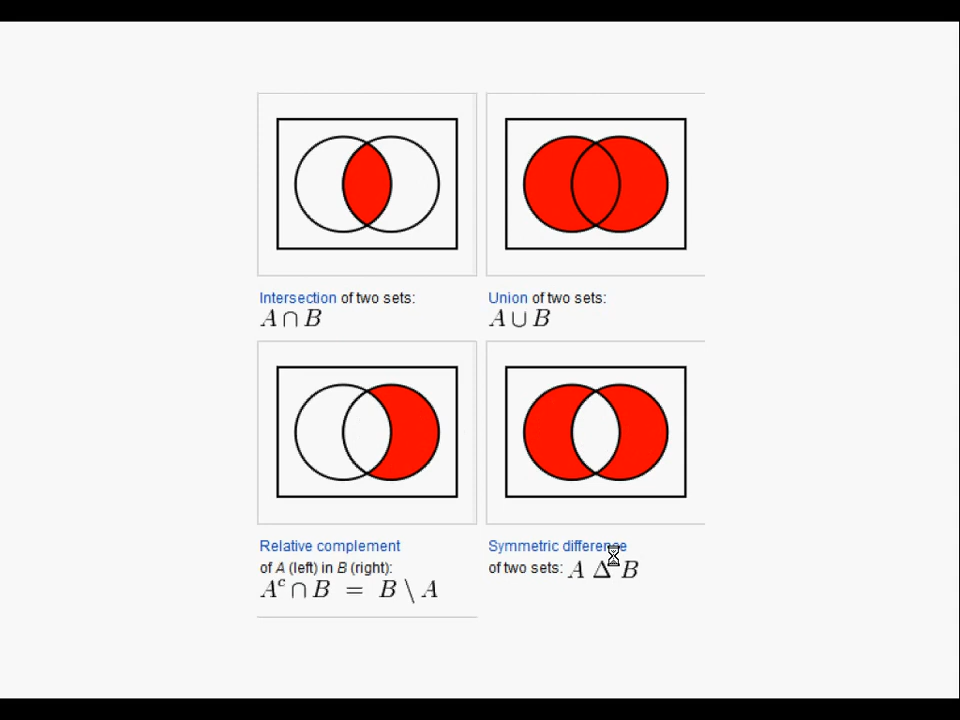 Intersection of two sets:
A ∩ B
Union of two sets:
A ∪ B
Relative complement
of A (left) in B (right):
Aᶜ ∩ B = B \ A
Symmetric difference
of two sets: A Δ B